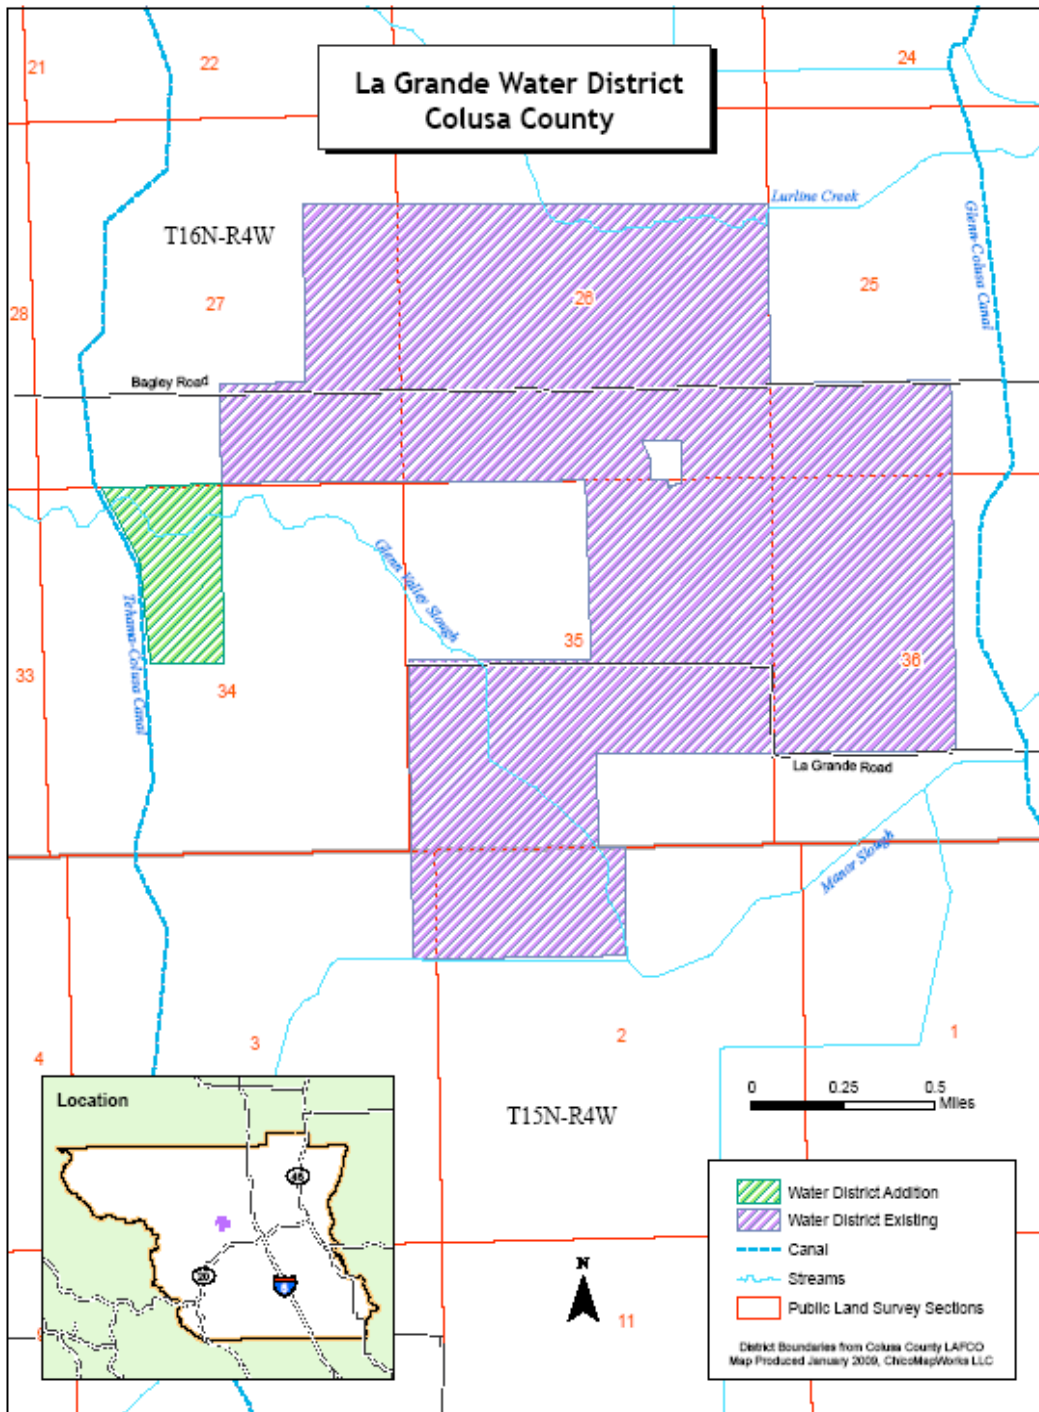 21
22
24
La Grande Water District
Colusa County
Lurline Creek
T16N-R4W
Glenn-Colusa Canal
28
27
26
25
Bagley Road
Glenn Valley Slough
Tehama-Colusa Canal
33
34
35
36
La Grande Road
Manor Slough
4
3
2
1
T15N-R4W
0 0.25 0.5
Miles
Location
45
20
N
11
Water District Addition
Water District Existing
Canal
Streams
Public Land Survey Sections
District Boundaries from Colusa County LAFCO
Map Produced January 2009, ChicoMapWorks LLC